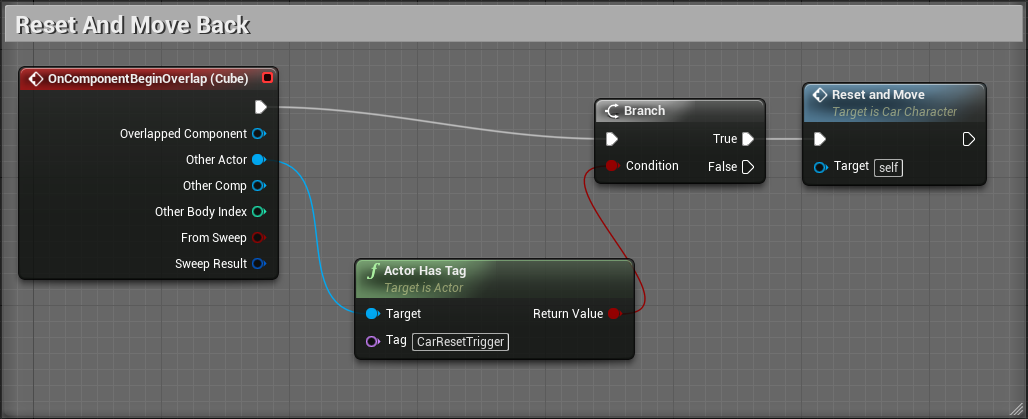 Reset And Move Back
OnComponentBeginOverlap (Cube)
Overlapped Component
Other Actor
Other Comp
Other Body Index
From Sweep
Sweep Result
f Actor Has Tag
Target is Actor
Target
Return Value
Tag CarResetTrigger
Branch
True
Condition
False
Reset and Move
Target is Car Character
Target self